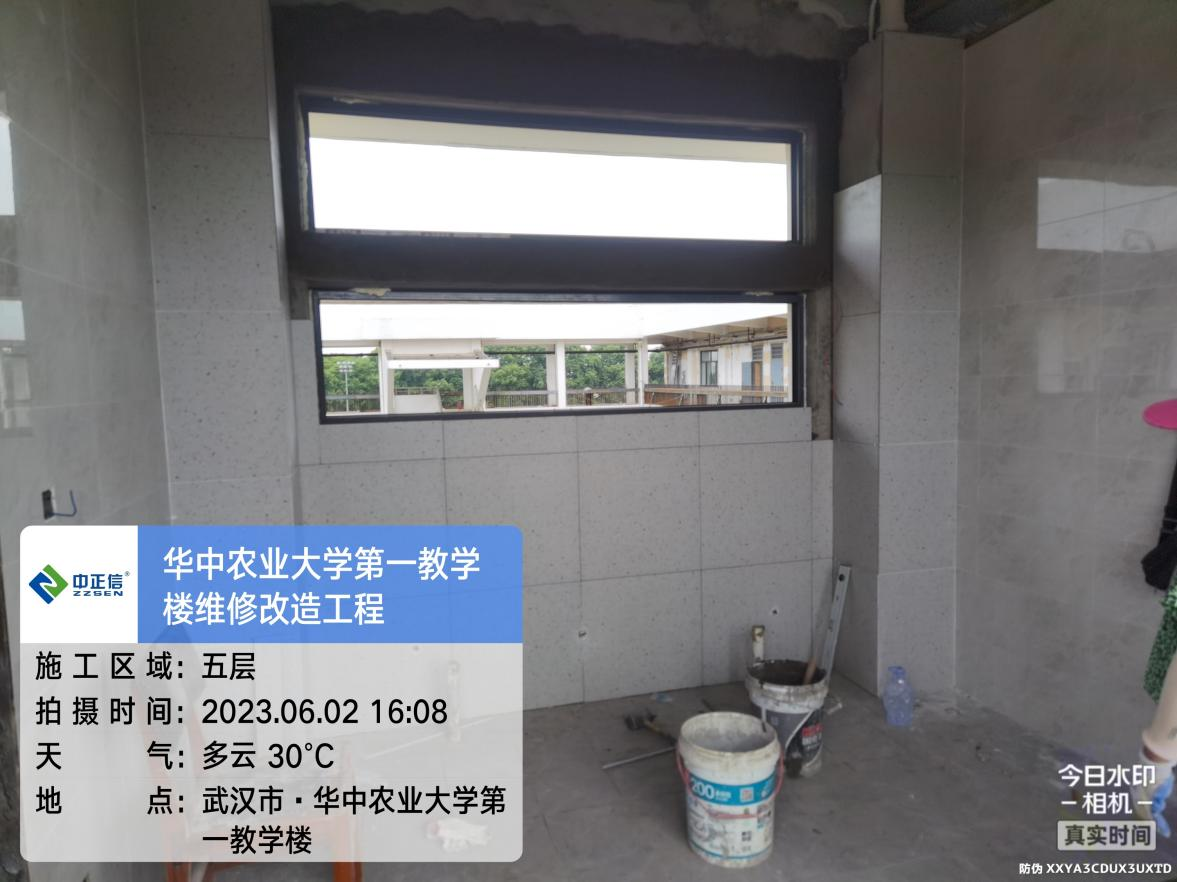 中正信®
ZZSEN
华中农业大学第一教学
楼维修改造工程
施工区域：五层
拍摄时间：2023.06.02 16:08
天气：多云 30℃
地点：武汉市·华中农业大学第
一教学楼
200
今日水印
相机
真实时间
防伪 XXYA3CDUX3UXTD